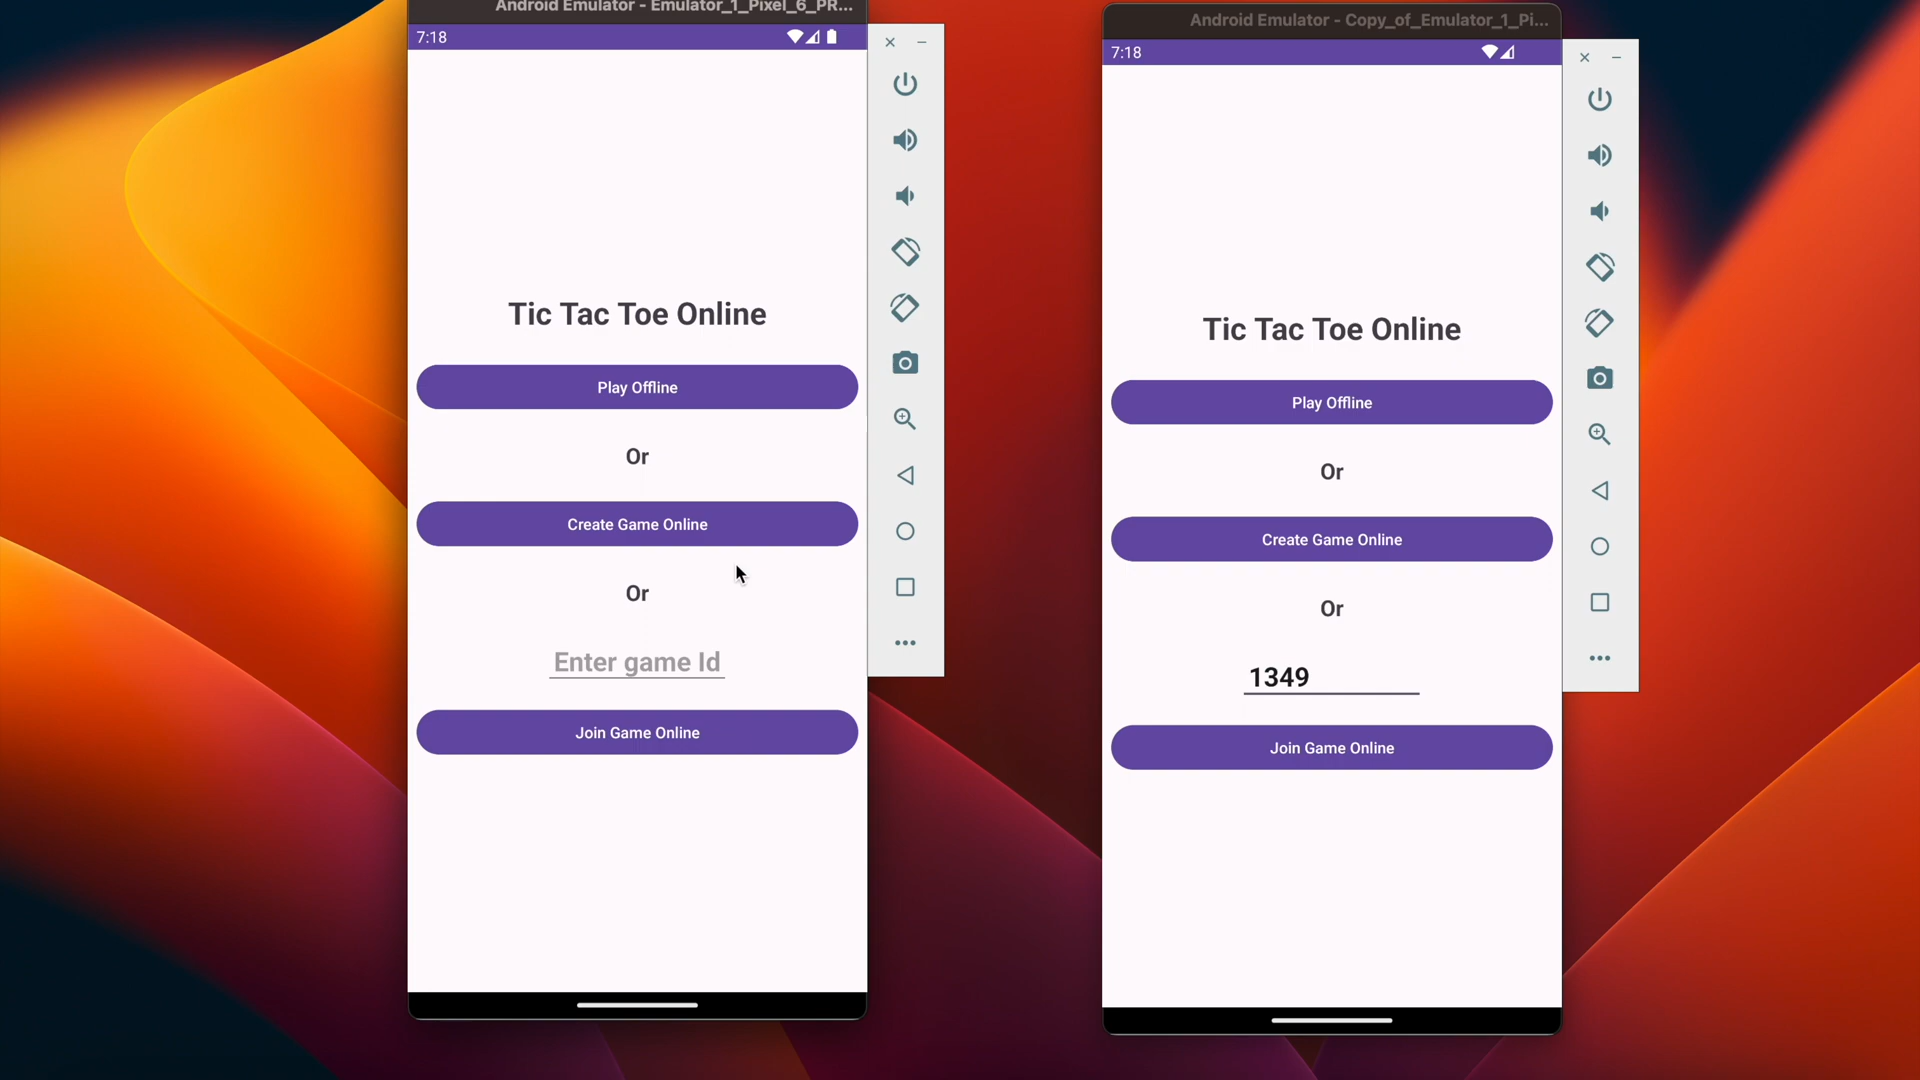 Android Emulator - Emulator_1_Pixel_6_PR...
7:18
Tic Tac Toe Online
Play Offline
Or
Create Game Online
Or
Enter game Id
Join Game Online
Android Emulator - Copy_of_Emulator_1_Pi...
7:18
Tic Tac Toe Online
Play Offline
Or
Create Game Online
Or
1349
Join Game Online